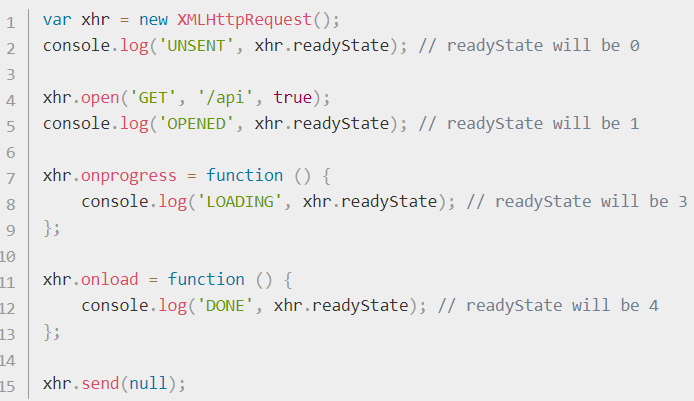 1 var xhr = new XMLHttpRequest();
2 console.log('UNSENT', xhr.readyState); // readyState will be 0
3
4 xhr.open('GET', '/api', true);
5 console.log('OPENED', xhr.readyState); // readyState will be 1
6
7 xhr.onprogress = function () {
8     console.log('LOADING', xhr.readyState); // readyState will be 3
9 };
10
11 xhr.onload = function () {
12     console.log('DONE', xhr.readyState); // readyState will be 4
13 };
14
15 xhr.send(null);